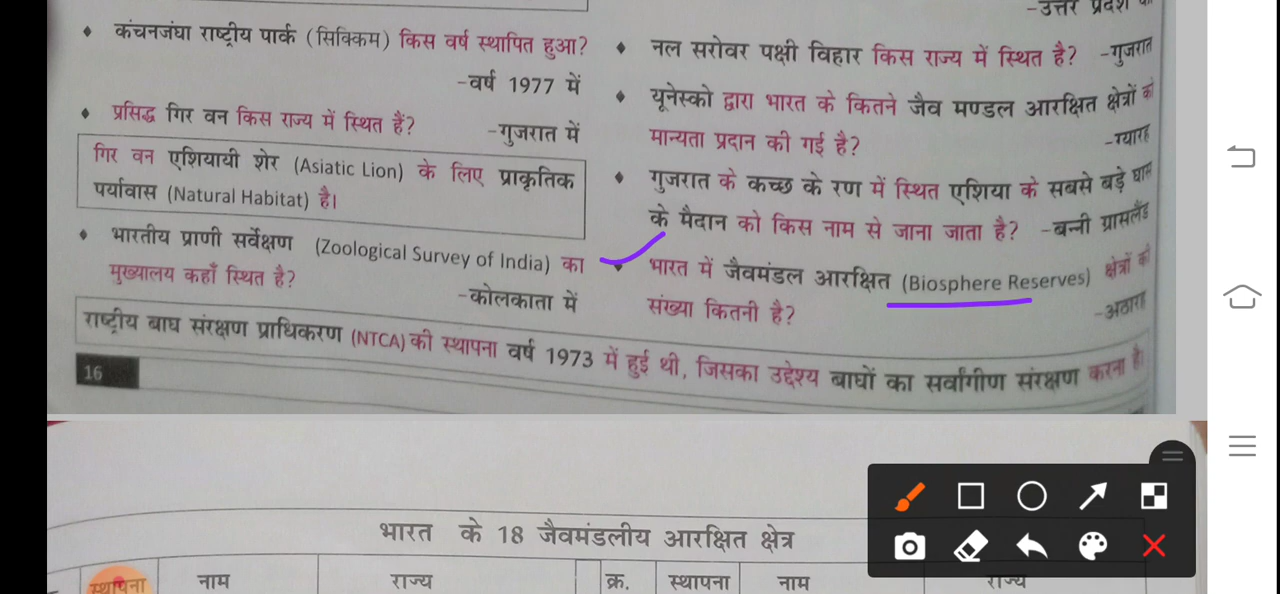 कंचनजंघा राष्ट्रीय पार्क (सिक्किम) किस वर्ष स्थापित हुआ?
-वर्ष 1977 में
प्रसिद्ध गिर वन किस राज्य में स्थित हैं?
-गुजरात में
गिर वन एशियायी शेर (Asiatic Lion) के लिए प्राकृतिक
पर्यावास (Natural Habitat) है।
भारतीय प्राणी सर्वेक्षण (Zoological Survey of India) का
मुख्यालय कहाँ स्थित है?
-कोलकाता में
-उत्तर प्रदेश
नल सरोवर पक्षी विहार किस राज्य में स्थित है? -गुजरात
यूनेस्को द्वारा भारत के कितने जैव मण्डल आरक्षित क्षेत्रों को
मान्यता प्रदान की गई है?
-ग्यारह
गुजरात के कच्छ के रण में स्थित एशिया के सबसे बड़े घास
के मैदान को किस नाम से जाना जाता है? -बन्नी ग्रासलैंड
भारत में जैवमंडल आरक्षित (Biosphere Reserves) क्षेत्रों की
संख्या कितनी है?
-अठारह
राष्ट्रीय बाघ संरक्षण प्राधिकरण (NTCA) की स्थापना वर्ष 1973 में हुई थी, जिसका उद्देश्य बाघों का सर्वांगीण संरक्षण करना है।
16
भारत के 18 जैवमंडलीय आरक्षित क्षेत्र
स्थापना नाम राज्य क्र. स्थापना नाम राज्य